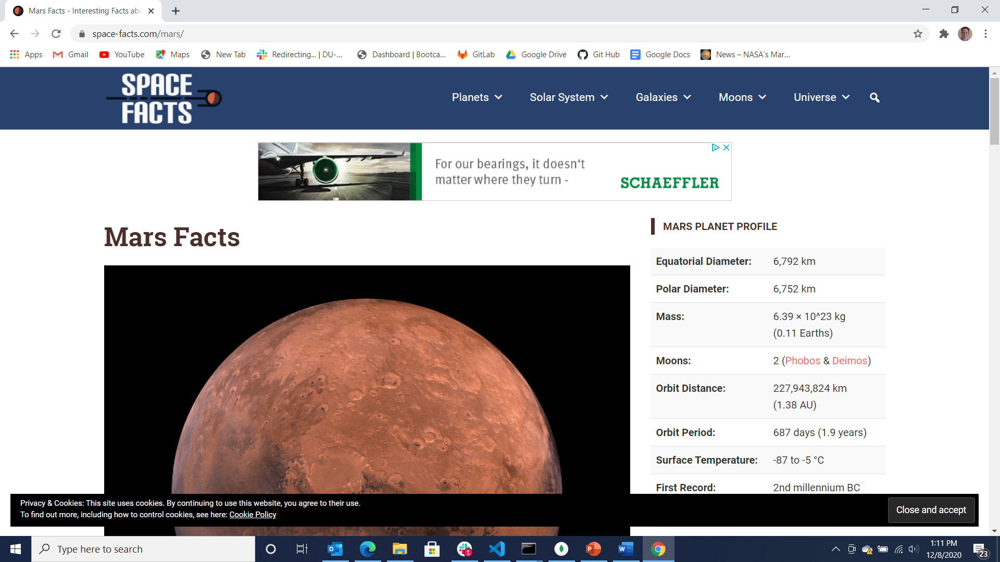 Mars Facts - Interesting Facts abo
space-facts.com/mars/
Apps
Gmail
YouTube
Maps
New Tab
Redirecting... | DU-...
Dashboard | Bootca...
GitLab
Google Drive
Git Hub
Google Docs
News – NASA's Mar...
SPACE
FACTS
Planets
Solar System
Galaxies
Moons
Universe
For our bearings, it doesn't
matter where they turn -
SCHAEFFLER
Mars Facts
MARS PLANET PROFILE
Equatorial Diameter: 6,792 km
Polar Diameter: 6,752 km
Mass: 6.39 × 10^23 kg
(0.11 Earths)
Moons: 2 (Phobos & Deimos)
Orbit Distance: 227,943,824 km
(1.38 AU)
Orbit Period: 687 days (1.9 years)
Surface Temperature: -87 to -5 °C
First Record: 2nd millennium BC
Privacy & Cookies: This site uses cookies. By continuing to use this website, you agree to their use.
To find out more, including how to control cookies, see here: Cookie Policy
Close and accept
Type here to search
1
1:11 PM
12/8/2020
23